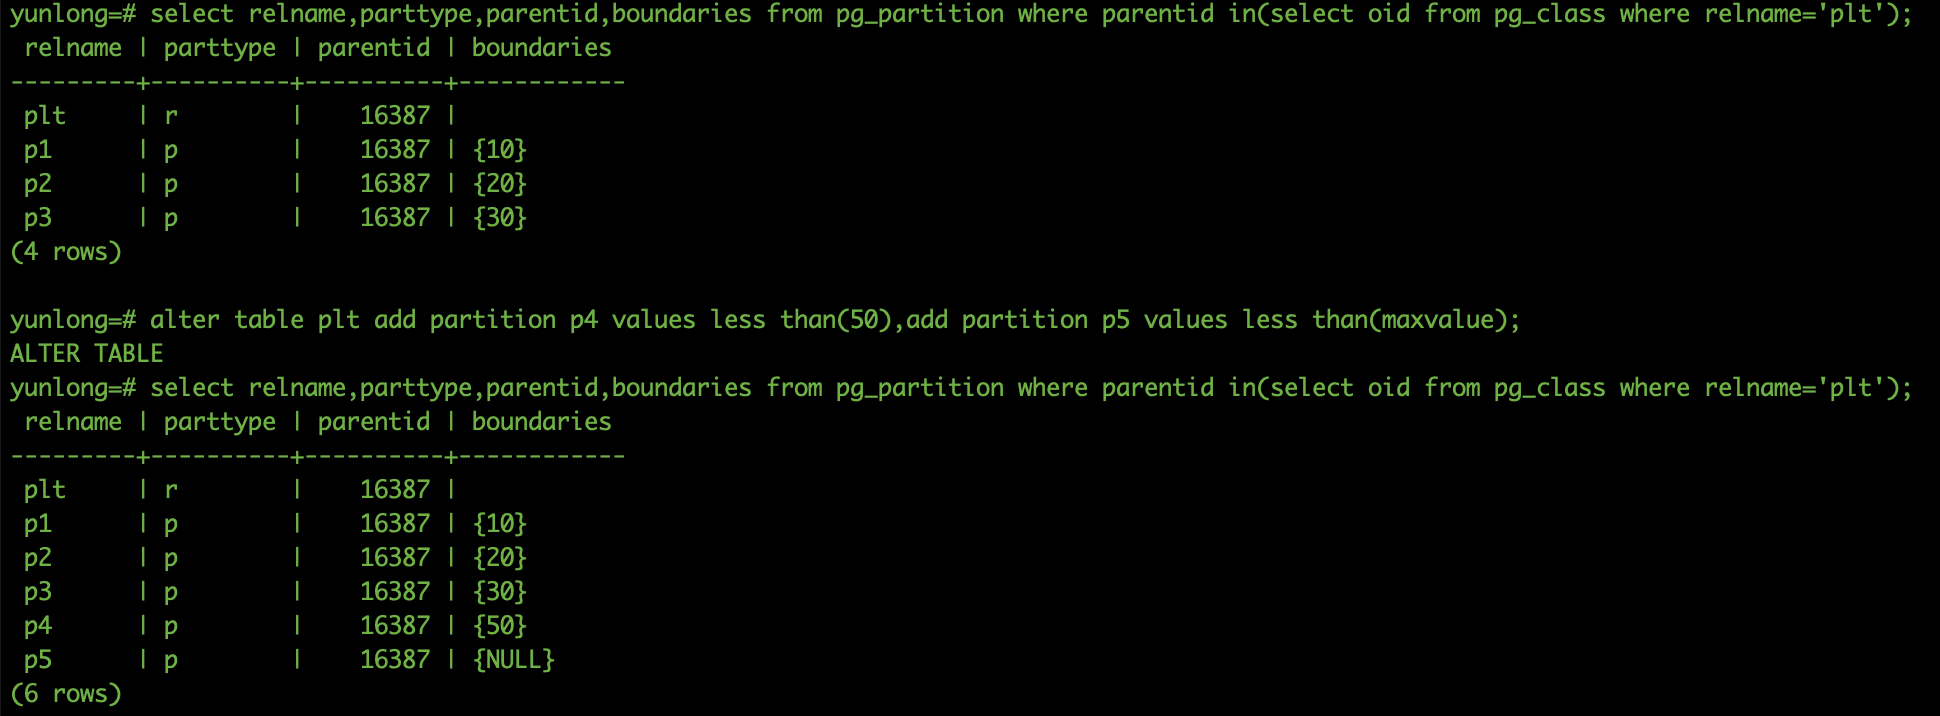 yunlong=# select relname,parttype,parentid,boundaries from pg_partition where parentid in(select oid from pg_class where relname='plt');
 relname | parttype | parentid | boundaries
---------+----------+----------+------------
 plt     | r        |    16387 |
 p1      | p        |    16387 | {10}
 p2      | p        |    16387 | {20}
 p3      | p        |    16387 | {30}
(4 rows)
yunlong=# alter table plt add partition p4 values less than(50),add partition p5 values less than(maxvalue);
ALTER TABLE
yunlong=# select relname,parttype,parentid,boundaries from pg_partition where parentid in(select oid from pg_class where relname='plt');
 relname | parttype | parentid | boundaries
---------+----------+----------+------------
 plt     | r        |    16387 |
 p1      | p        |    16387 | {10}
 p2      | p        |    16387 | {20}
 p3      | p        |    16387 | {30}
 p4      | p        |    16387 | {50}
 p5      | p        |    16387 | {NULL}
(6 rows)